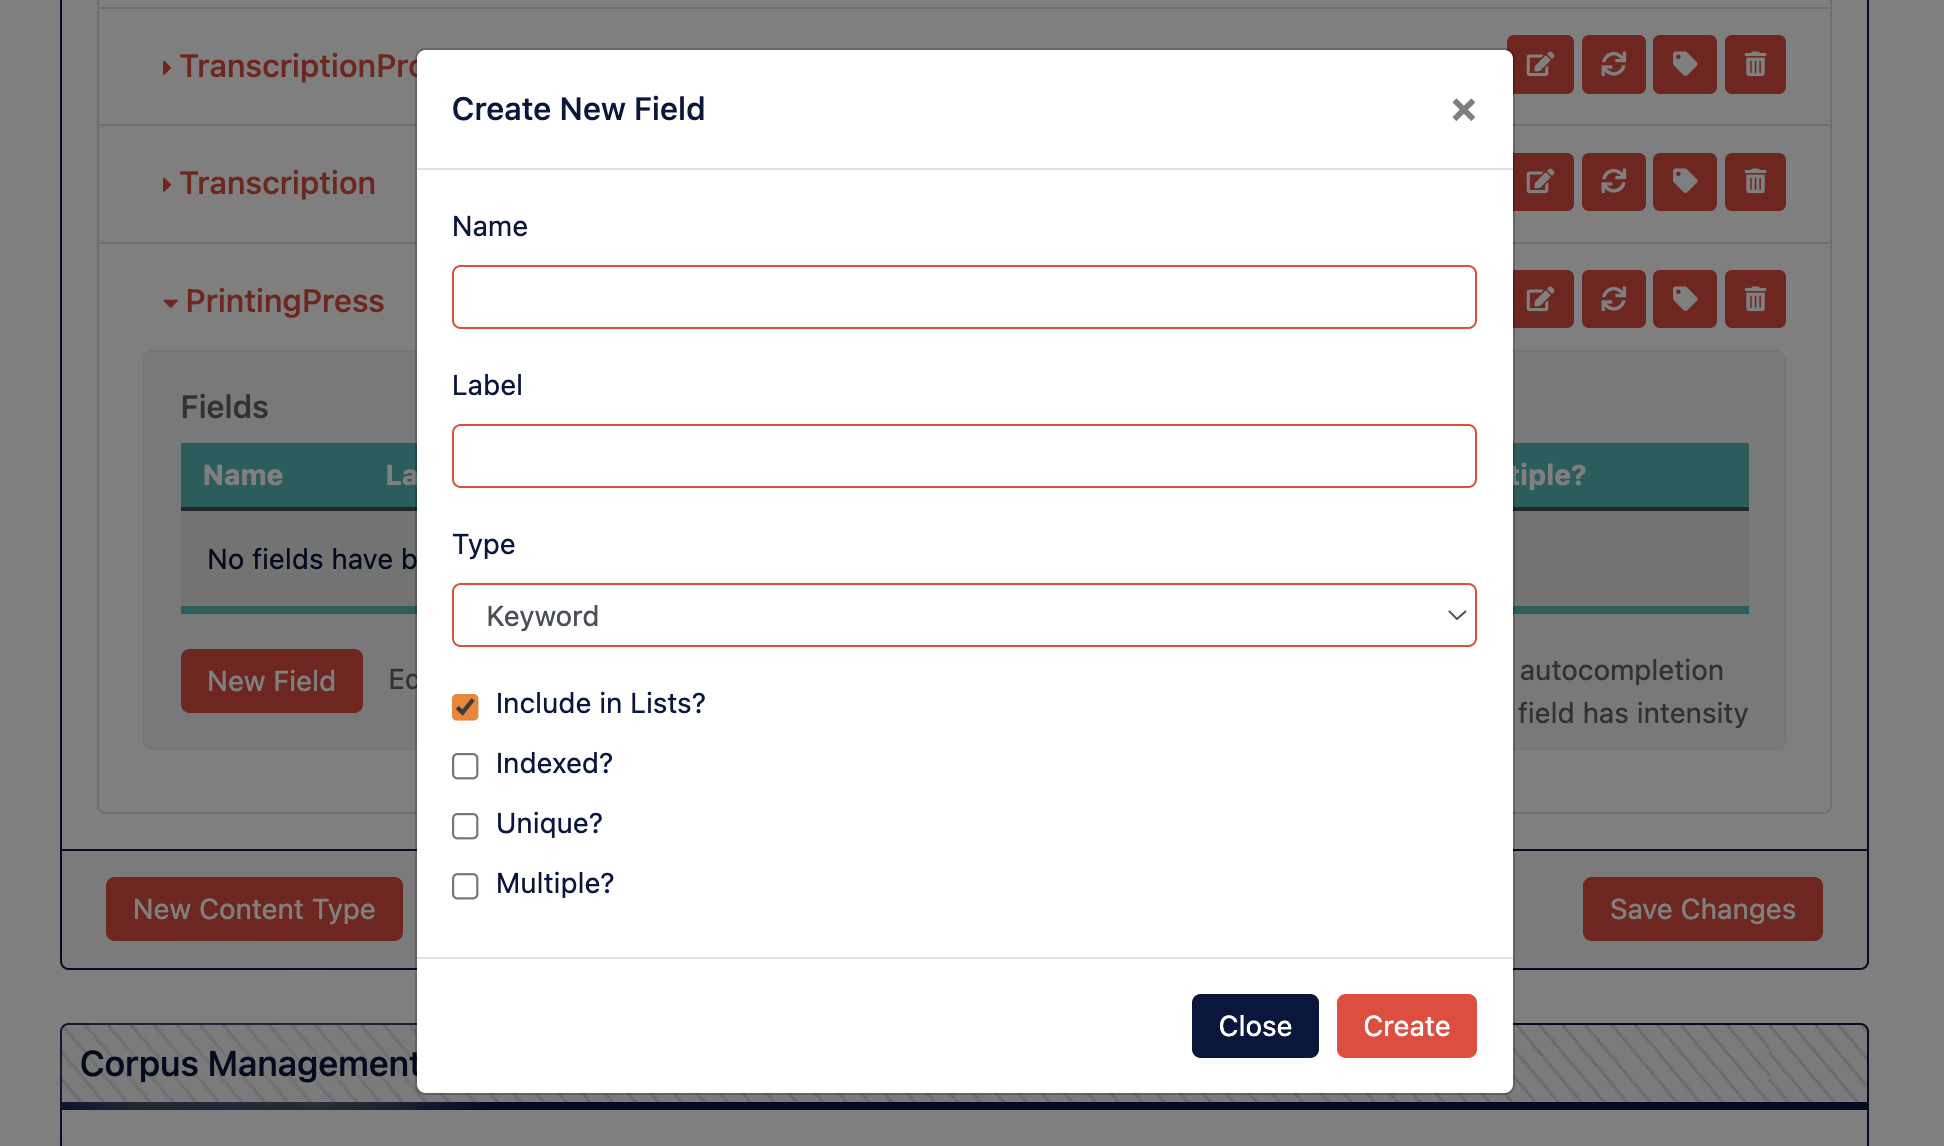 TranscriptionPro
Create New Field
Transcription
Name
PrintingPress
Label
Fields
Name
La
tiple?
Type
No fields have b
Keyword
New Field
Ed
autocompletion
field has intensity
Include in Lists?
Indexed?
Unique?
Multiple?
New Content Type
Save Changes
Close
Create
Corpus Management